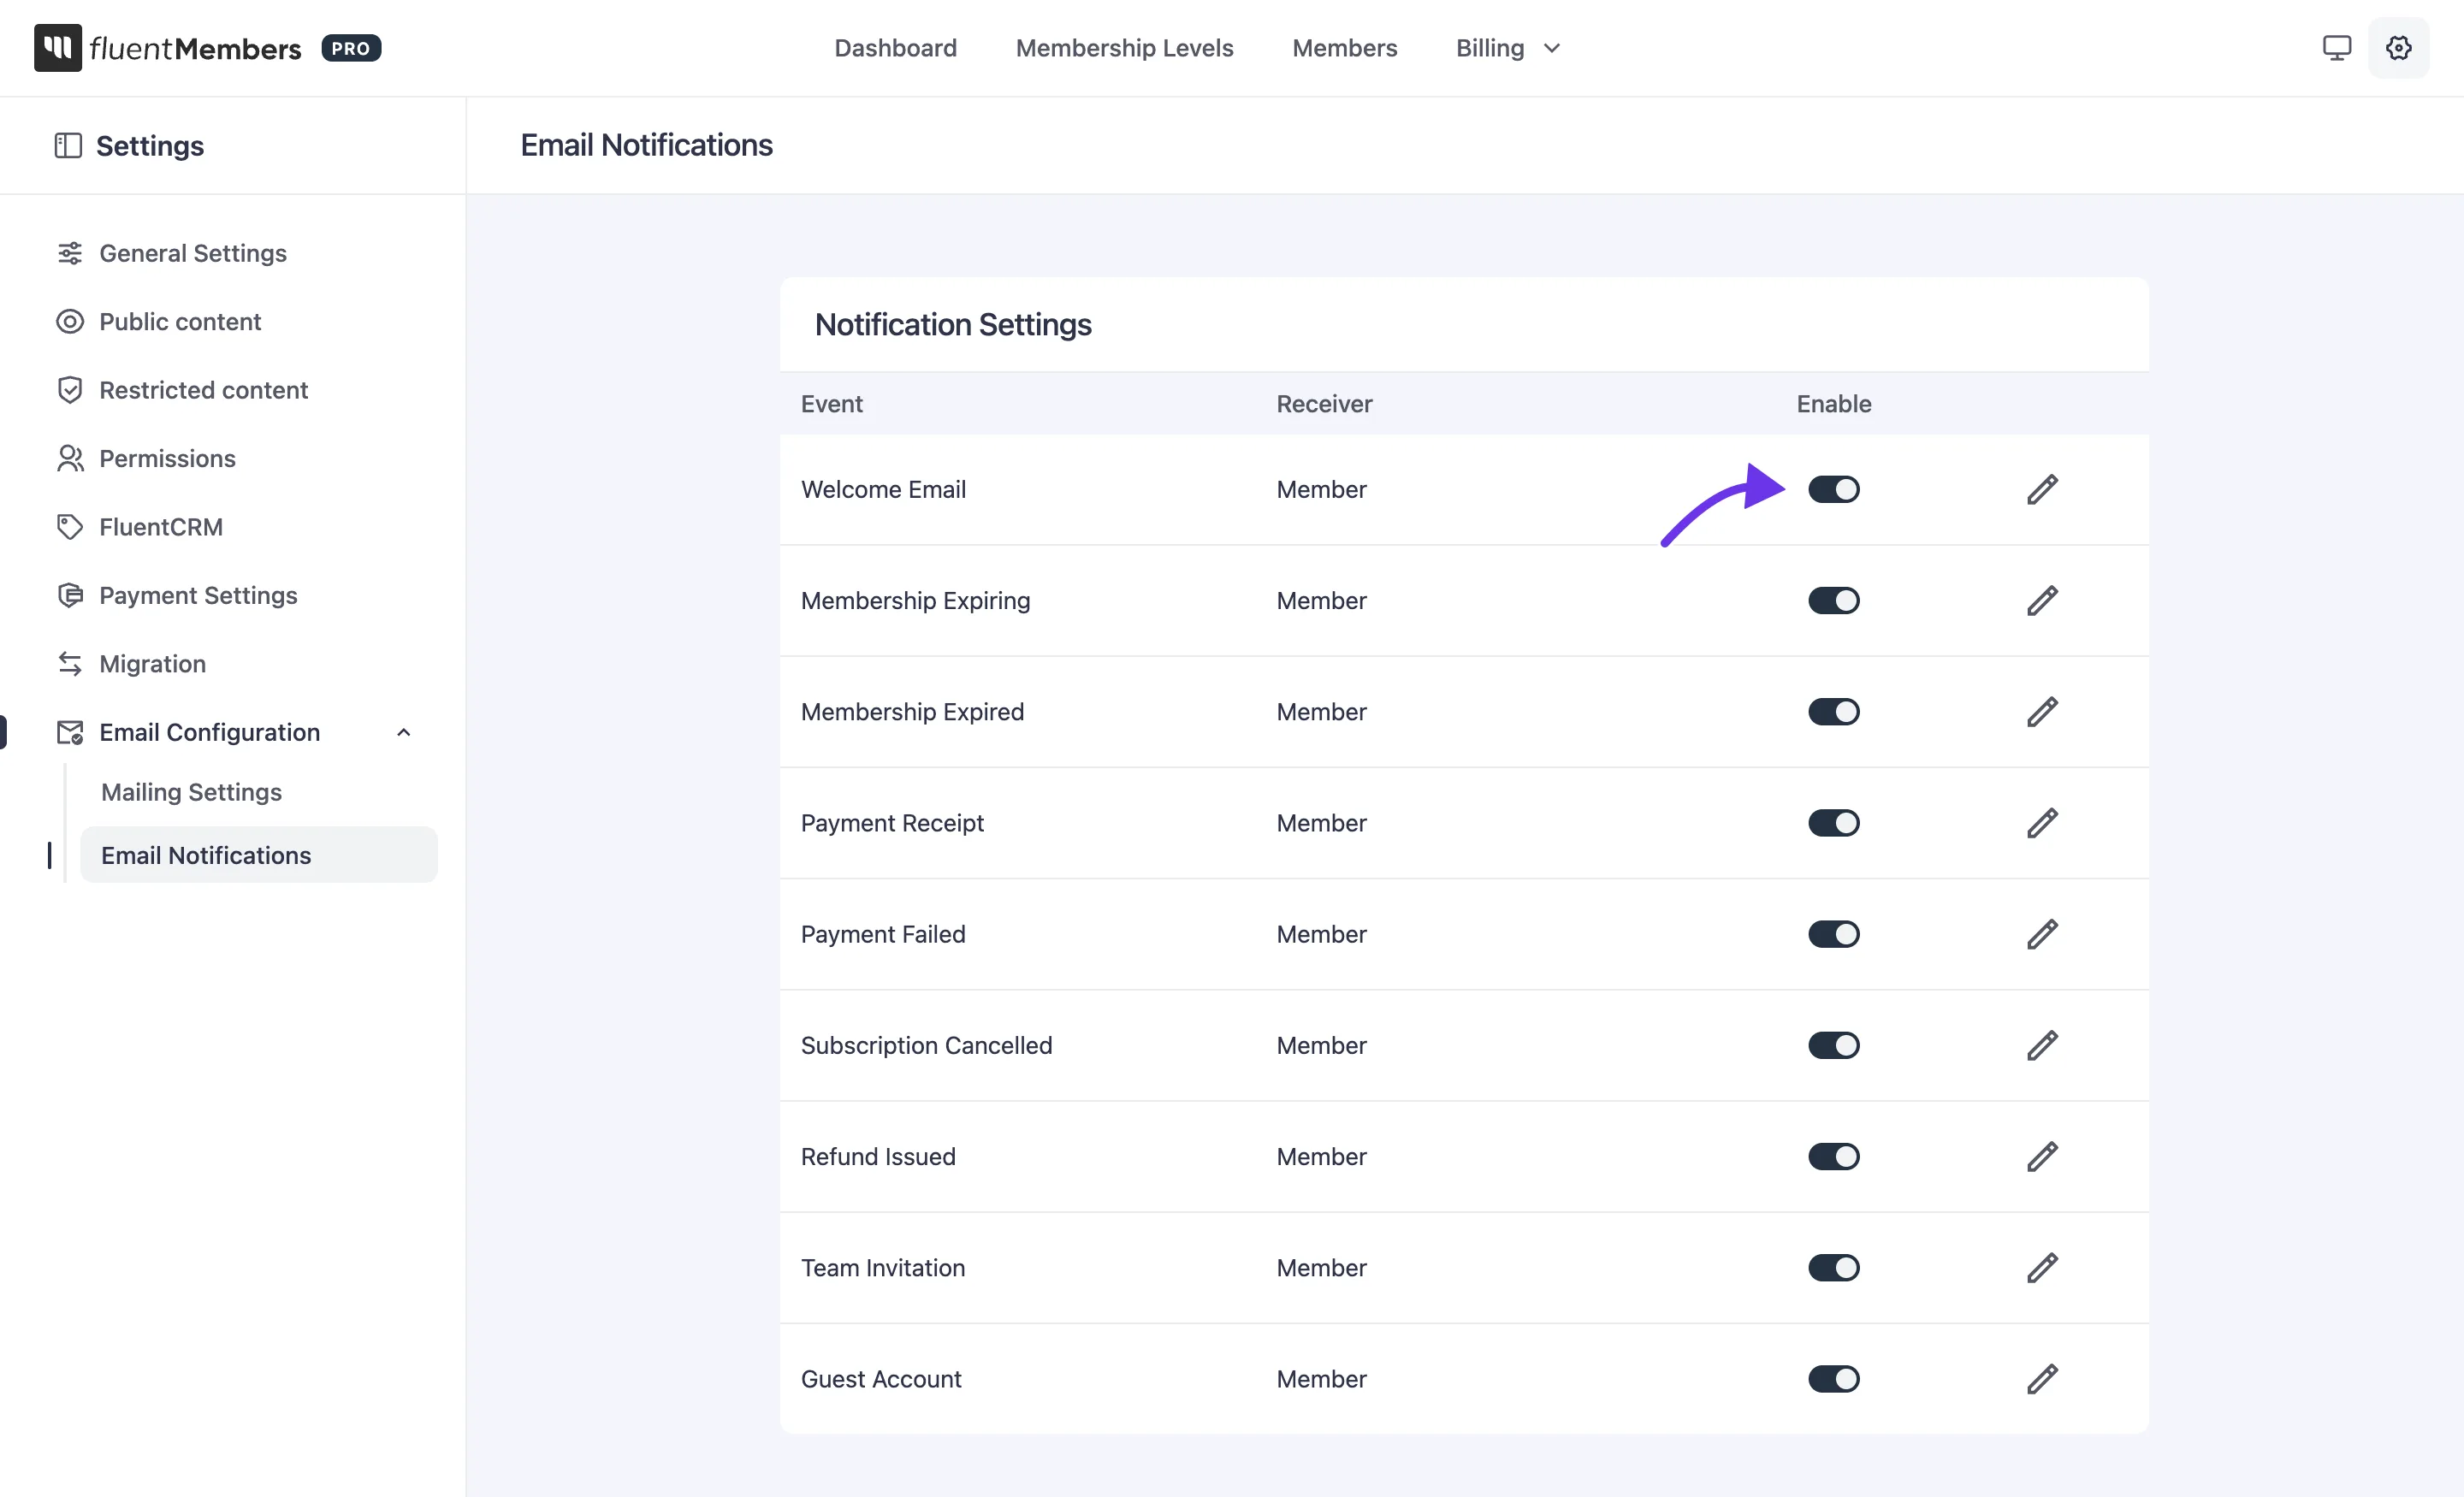 fluentMembers PRO
Dashboard
Membership Levels
Members
Billing
Settings
Email Notifications
General Settings
Public content
Restricted content
Permissions
FluentCRM
Payment Settings
Migration
Email Configuration
Mailing Settings
Email Notifications
Notification Settings
Event Receiver Enable
Welcome Email Member
Membership Expiring Member
Membership Expired Member
Payment Receipt Member
Payment Failed Member
Subscription Cancelled Member
Refund Issued Member
Team Invitation Member
Guest Account Member